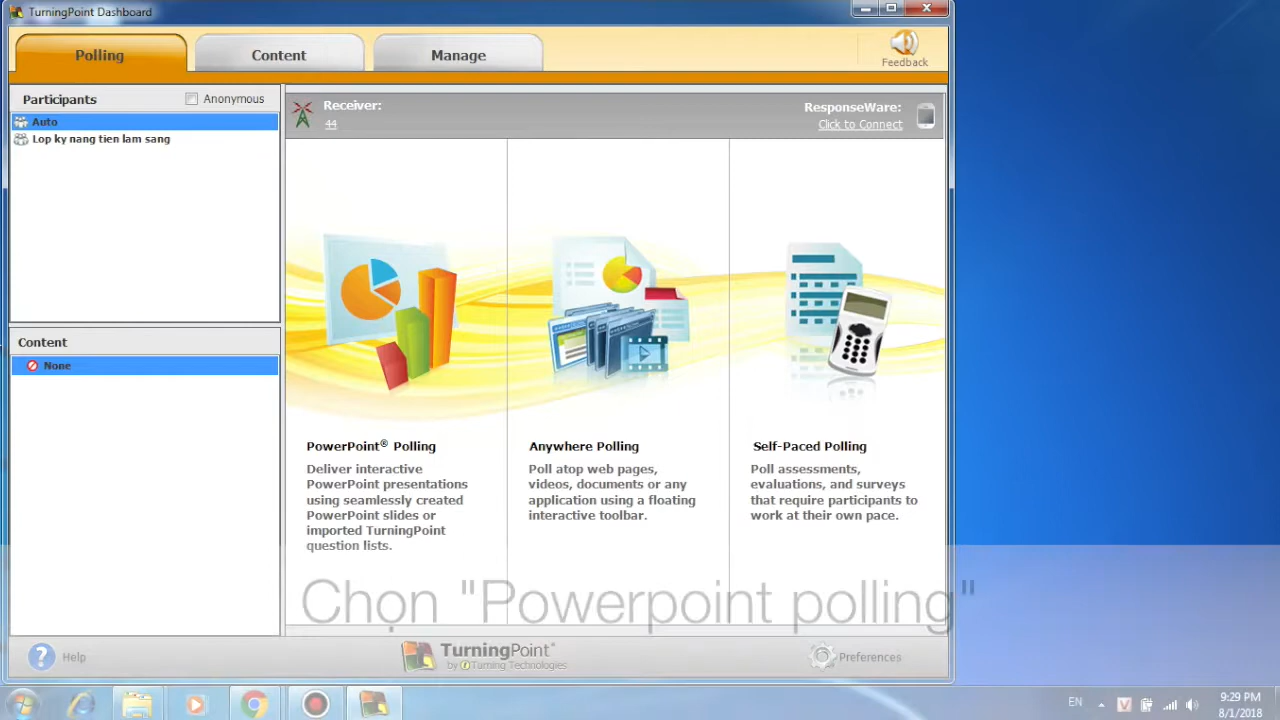 TurningPoint Dashboard
Polling
Content
Manage
Feedback
Participants
Anonymous
Auto
Lop ky nang tien lam sang
Receiver:
44
ResponseWare:
Click to Connect
Content
None
PowerPoint® Polling
Deliver interactive
PowerPoint presentations
using seamlessly created
PowerPoint slides or
imported TurningPoint
question lists.
Anywhere Polling
Poll atop web pages,
videos, documents or any
application using a floating
interactive toolbar.
Self-Paced Polling
Poll assessments,
evaluations, and surveys
that require participants to
work at their own pace.
Chọn "Powerpoint polling"
? Help
TurningPoint®
by Turning Technologies
Preferences
EN
V
9:29 PM
8/1/2018